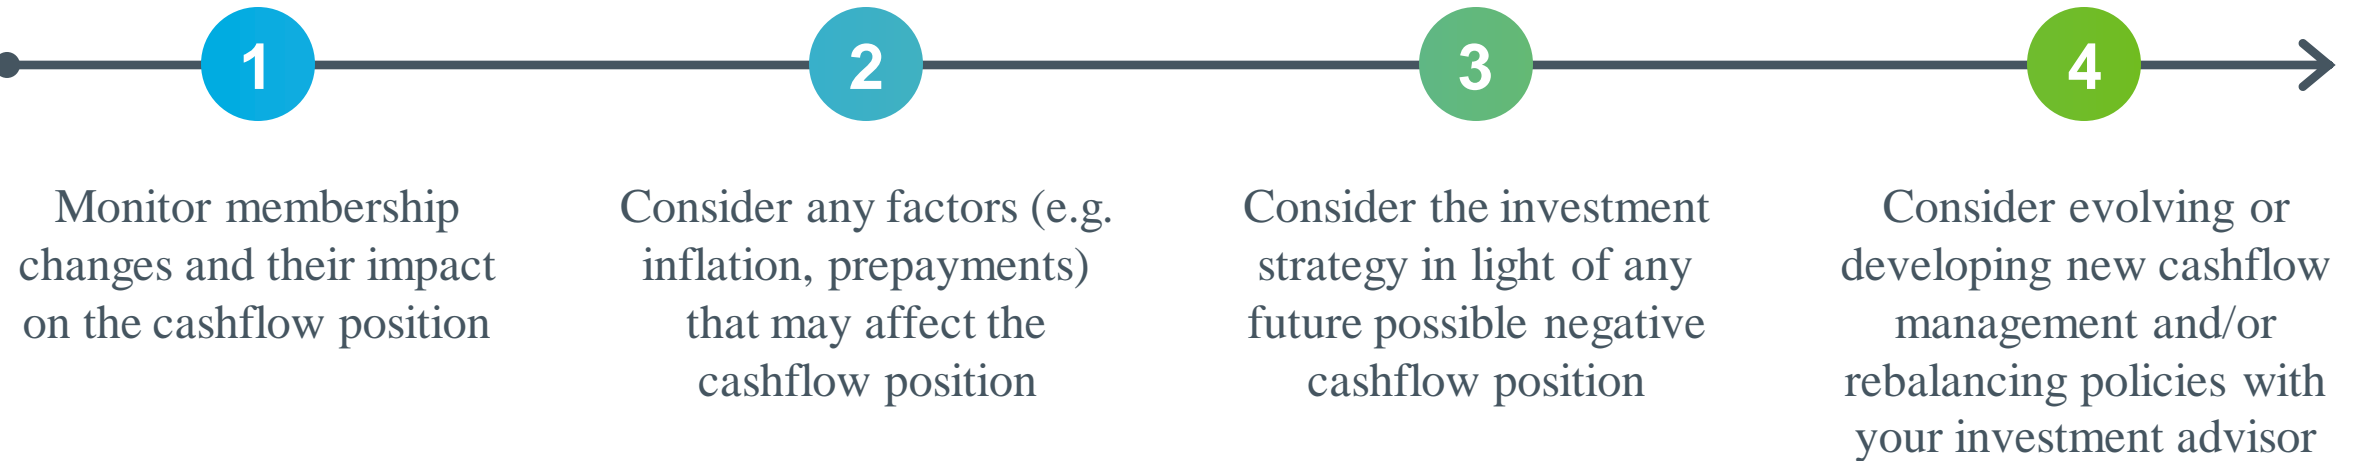 1
Monitor membership
changes and their impact
on the cashflow position
2
Consider any factors (e.g.
inflation, prepayments)
that may affect the
cashflow position
3
Consider the investment
strategy in light of any
future possible negative
cashflow position
4
Consider evolving or
developing new cashflow
management and/or
rebalancing policies with
your investment advisor